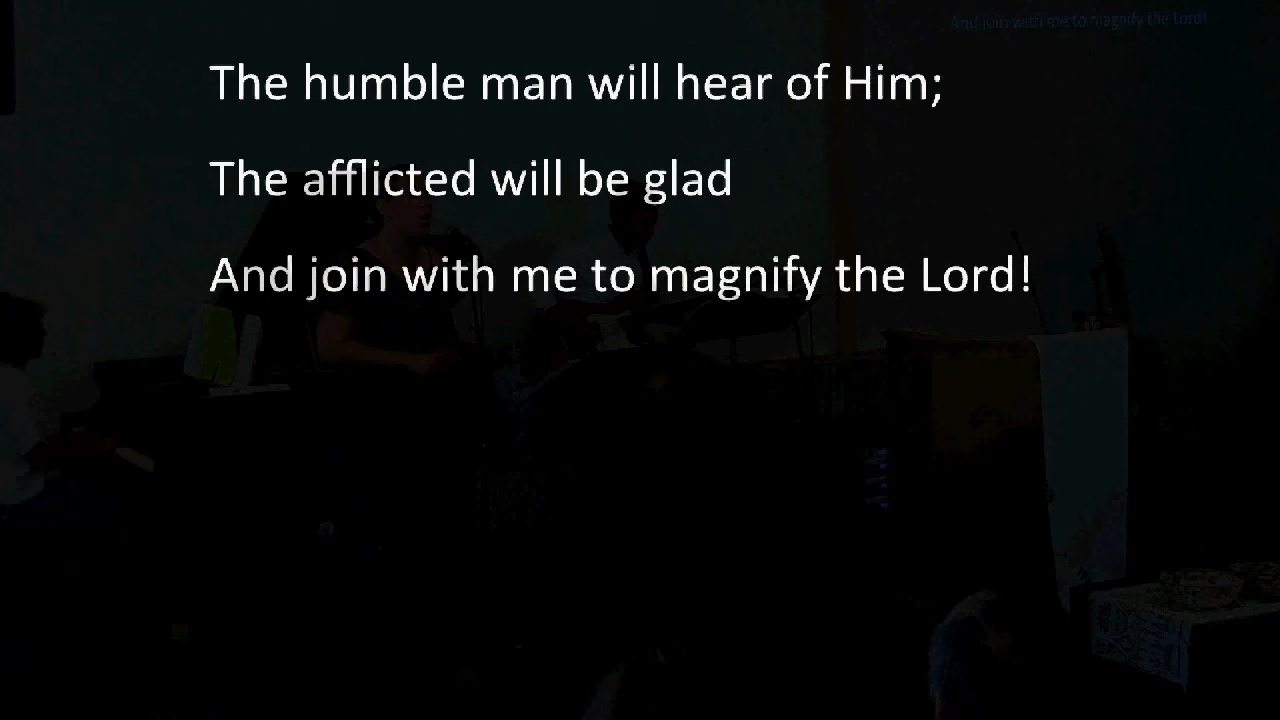 And join with me to magnify the Lord!
The humble man will hear of Him;
The afflicted will be glad
And join with me to magnify the Lord!